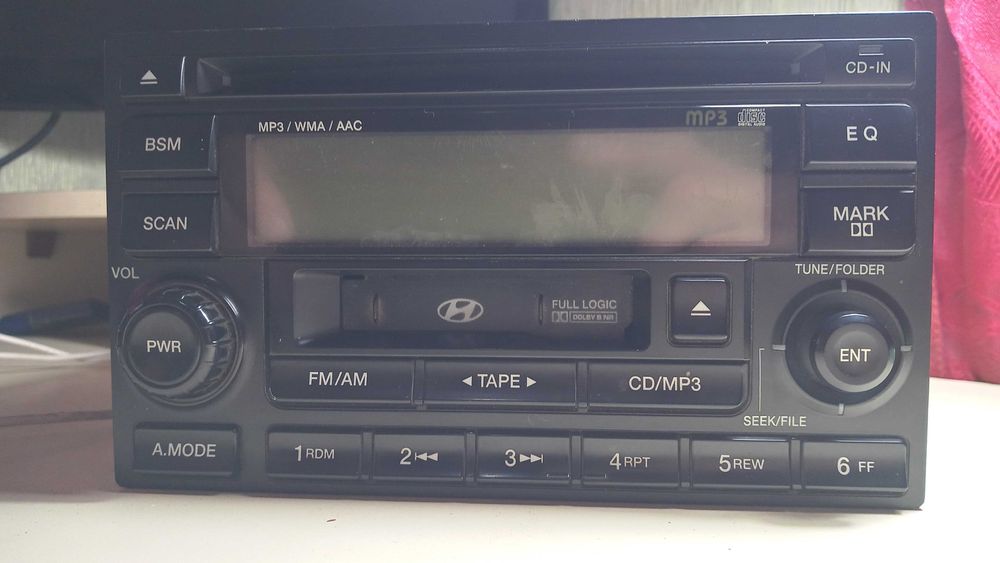 CD-IN
BSM
MP3 / WMA / AAC
MP3 COMPACT disc DIGITAL AUDIO
EQ
SCAN
MARK
VOL
TUNE/FOLDER
PWR
FULL LOGIC
DOLBY B NR
ENT
FM/AM
◄ TAPE ►
CD/MP3
SEEK/FILE
A.MODE
1 RDM
2
3
4 RPT
5 REW
6 FF